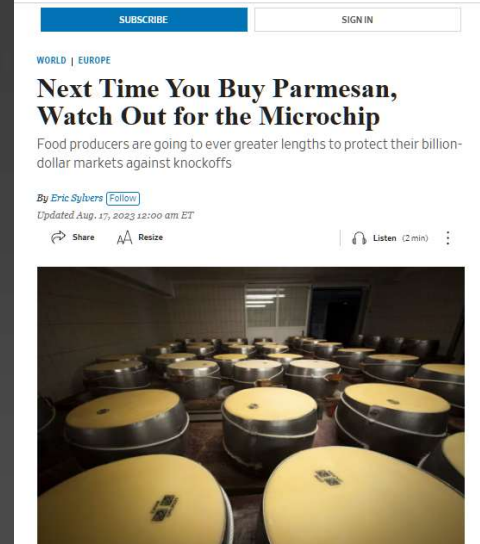 SUBSCRIBE
SIGN IN
WORLD | EUROPE
Next Time You Buy Parmesan,
Watch Out for the Microchip
Food producers are going to ever greater lengths to protect their billion-
dollar markets against knockoffs
By Eric Sylvers Follow
Updated Aug. 17, 2023 12:00 am ET
Share
AA Resize
Listen (2 min)